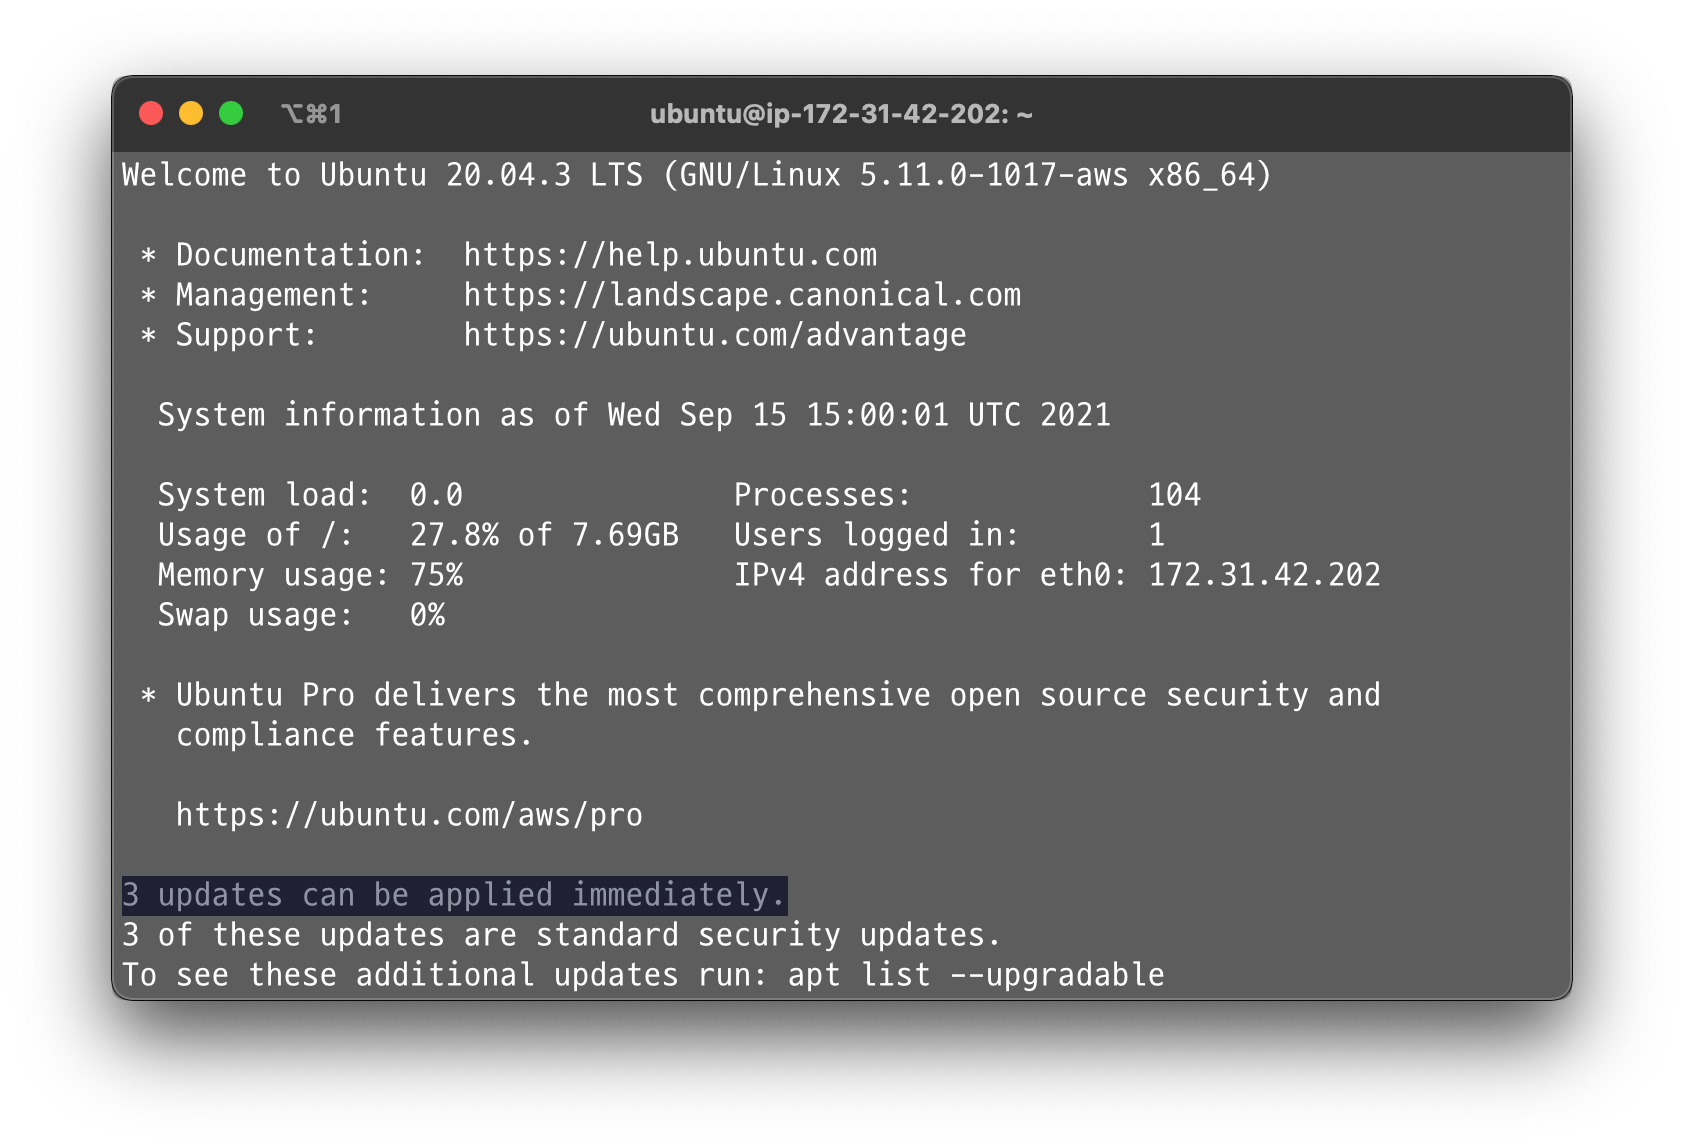 ⌥⌘1
ubuntu@ip-172-31-42-202: ~
Welcome to Ubuntu 20.04.3 LTS (GNU/Linux 5.11.0-1017-aws x86_64)
* Documentation:  https://help.ubuntu.com
* Management:     https://landscape.canonical.com
* Support:        https://ubuntu.com/advantage
System information as of Wed Sep 15 15:00:01 UTC 2021
System load:  0.0               Processes:             104
Usage of /:   27.8% of 7.69GB   Users logged in:       1
Memory usage: 75%               IPv4 address for eth0: 172.31.42.202
Swap usage:   0%
* Ubuntu Pro delivers the most comprehensive open source security and
compliance features.
https://ubuntu.com/aws/pro
3 updates can be applied immediately.
3 of these updates are standard security updates.
To see these additional updates run: apt list --upgradable